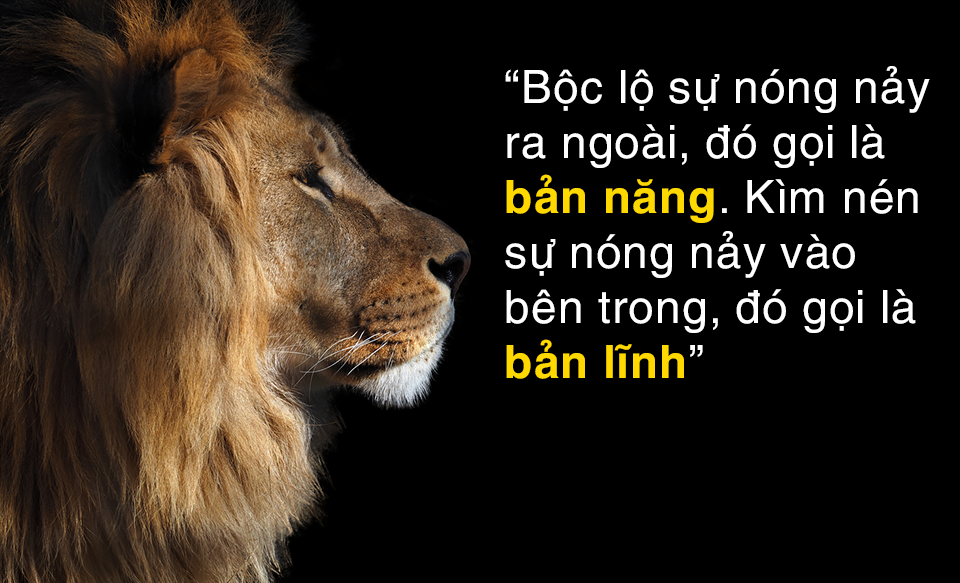 “Bộc lộ sự nóng nảy
ra ngoài, đó gọi là
bản năng. Kìm nén
sự nóng nảy vào
bên trong, đó gọi là
bản lĩnh”